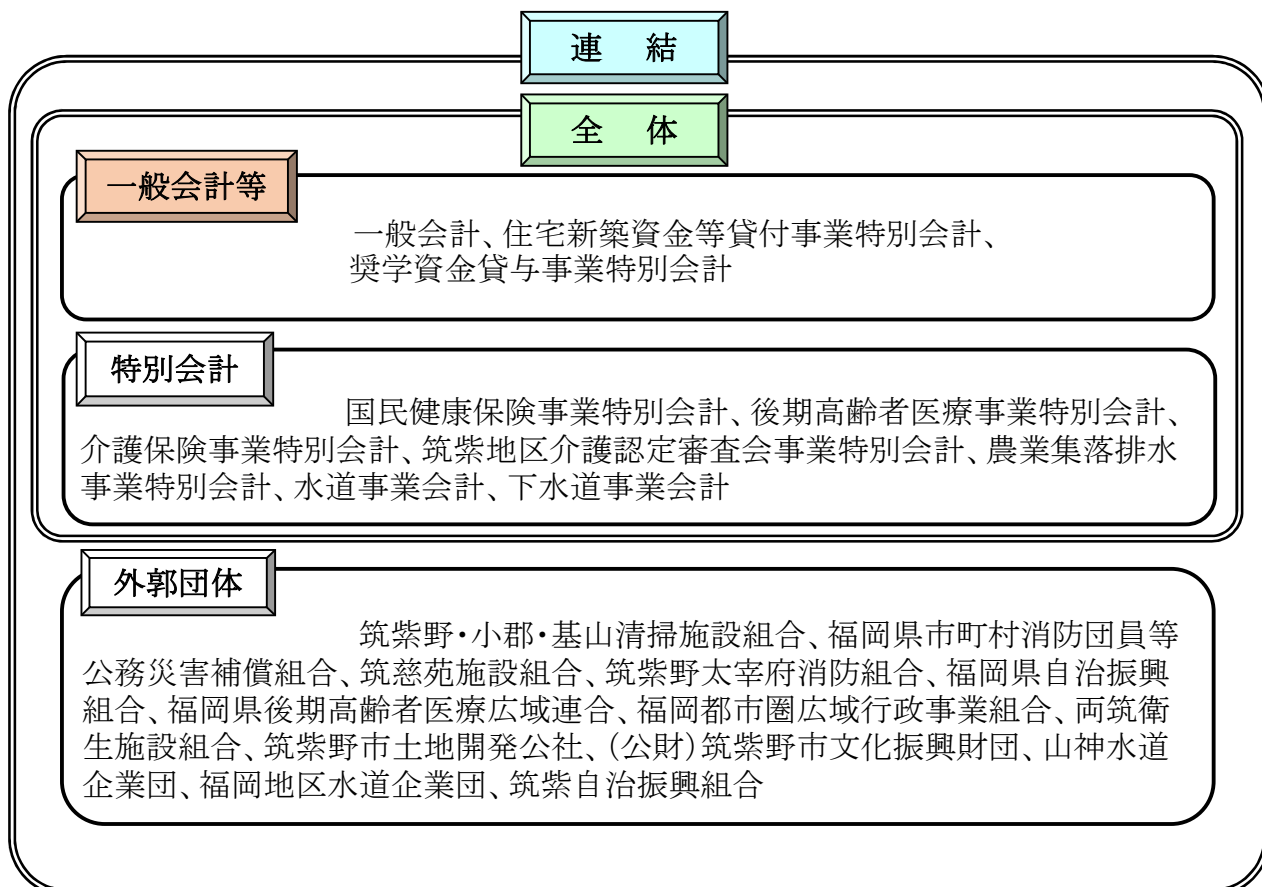 連　結
全　体
一般会計等
一般会計、住宅新築資金等貸付事業特別会計、
奨学資金貸与事業特別会計
特別会計
国民健康保険事業特別会計、後期高齢者医療事業特別会計、
介護保険事業特別会計、筑紫地区介護認定審査会事業特別会計、農業集落排水
事業特別会計、水道事業会計、下水道事業会計
外郭団体
筑紫野・小郡・基山清掃施設組合、福岡県市町村消防団員等
公務災害補償組合、筑慈苑施設組合、筑紫野太宰府消防組合、福岡県自治振興
組合、福岡県後期高齢者医療広域連合、福岡都市圏広域行政事業組合、両筑衛
生施設組合、筑紫野市土地開発公社、（公財）筑紫野市文化振興財団、山神水道
企業団、福岡地区水道企業団、筑紫自治振興組合